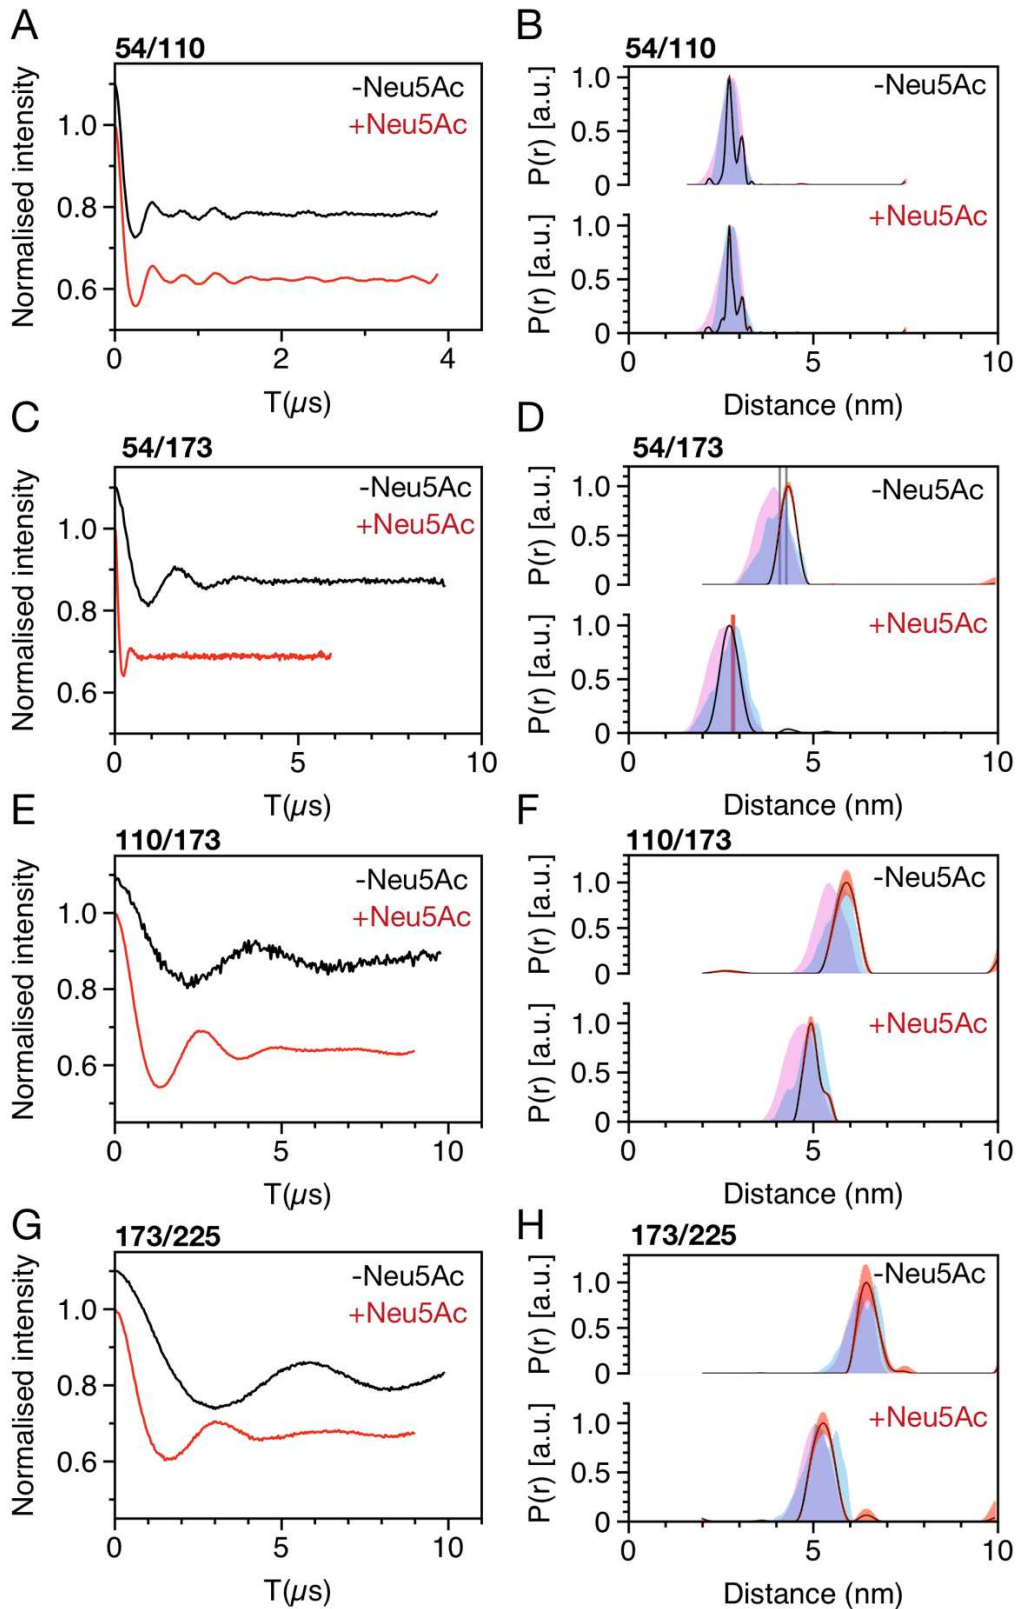 A
54/110
Normalised intensity
-Neu5Ac
+Neu5Ac
1.0
0.8
0.6
0 2 4
T(µs)
B
54/110
P(r) [a.u.]
1.0
0.5
0
-Neu5Ac
P(r) [a.u.]
1.0
0.5
0
+Neu5Ac
0 5 10
Distance (nm)
C
54/173
Normalised intensity
-Neu5Ac
+Neu5Ac
1.0
0.8
0.6
0 5 10
T(µs)
D
54/173
P(r) [a.u.]
1.0
0.5
0
-Neu5Ac
P(r) [a.u.]
1.0
0.5
0
+Neu5Ac
0 5 10
Distance (nm)
E
110/173
Normalised intensity
-Neu5Ac
+Neu5Ac
1.0
0.8
0.6
0 5 10
T(µs)
F
110/173
P(r) [a.u.]
1.0
0.5
0
-Neu5Ac
P(r) [a.u.]
1.0
0.5
0
+Neu5Ac
0 5 10
Distance (nm)
G
173/225
Normalised intensity
-Neu5Ac
+Neu5Ac
1.0
0.8
0.6
0 5 10
T(µs)
H
173/225
P(r) [a.u.]
1.0
0.5
0
-Neu5Ac
P(r) [a.u.]
1.0
0.5
0
+Neu5Ac
0 5 10
Distance (nm)